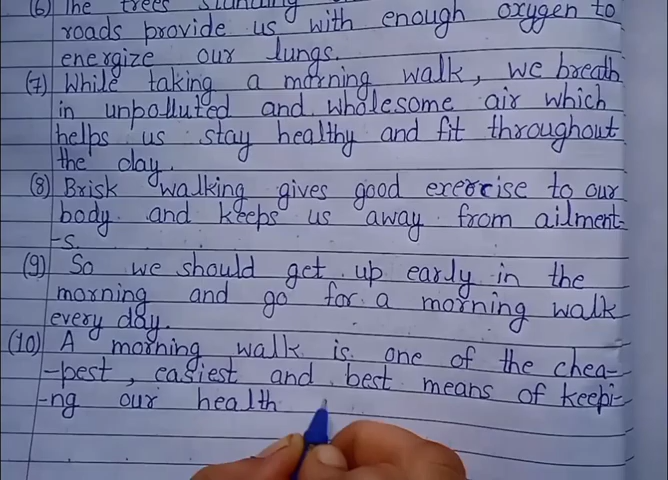 (6) The trees standing
roads provide us with enough oxygen to
energize our lungs.
(7) While taking a morning walk, we breath
in unpolluted and wholesome air which
helps us stay healthy and fit throughout
the day.
(8) Brisk walking gives good exercise to our
body and keeps us away from ailment-
-s.
(9) So we should get up early in the
morning and go for a morning walk
every day.
(10) A morning walk is one of the chea-
-pest, easiest and best means of keepi-
-ng our health